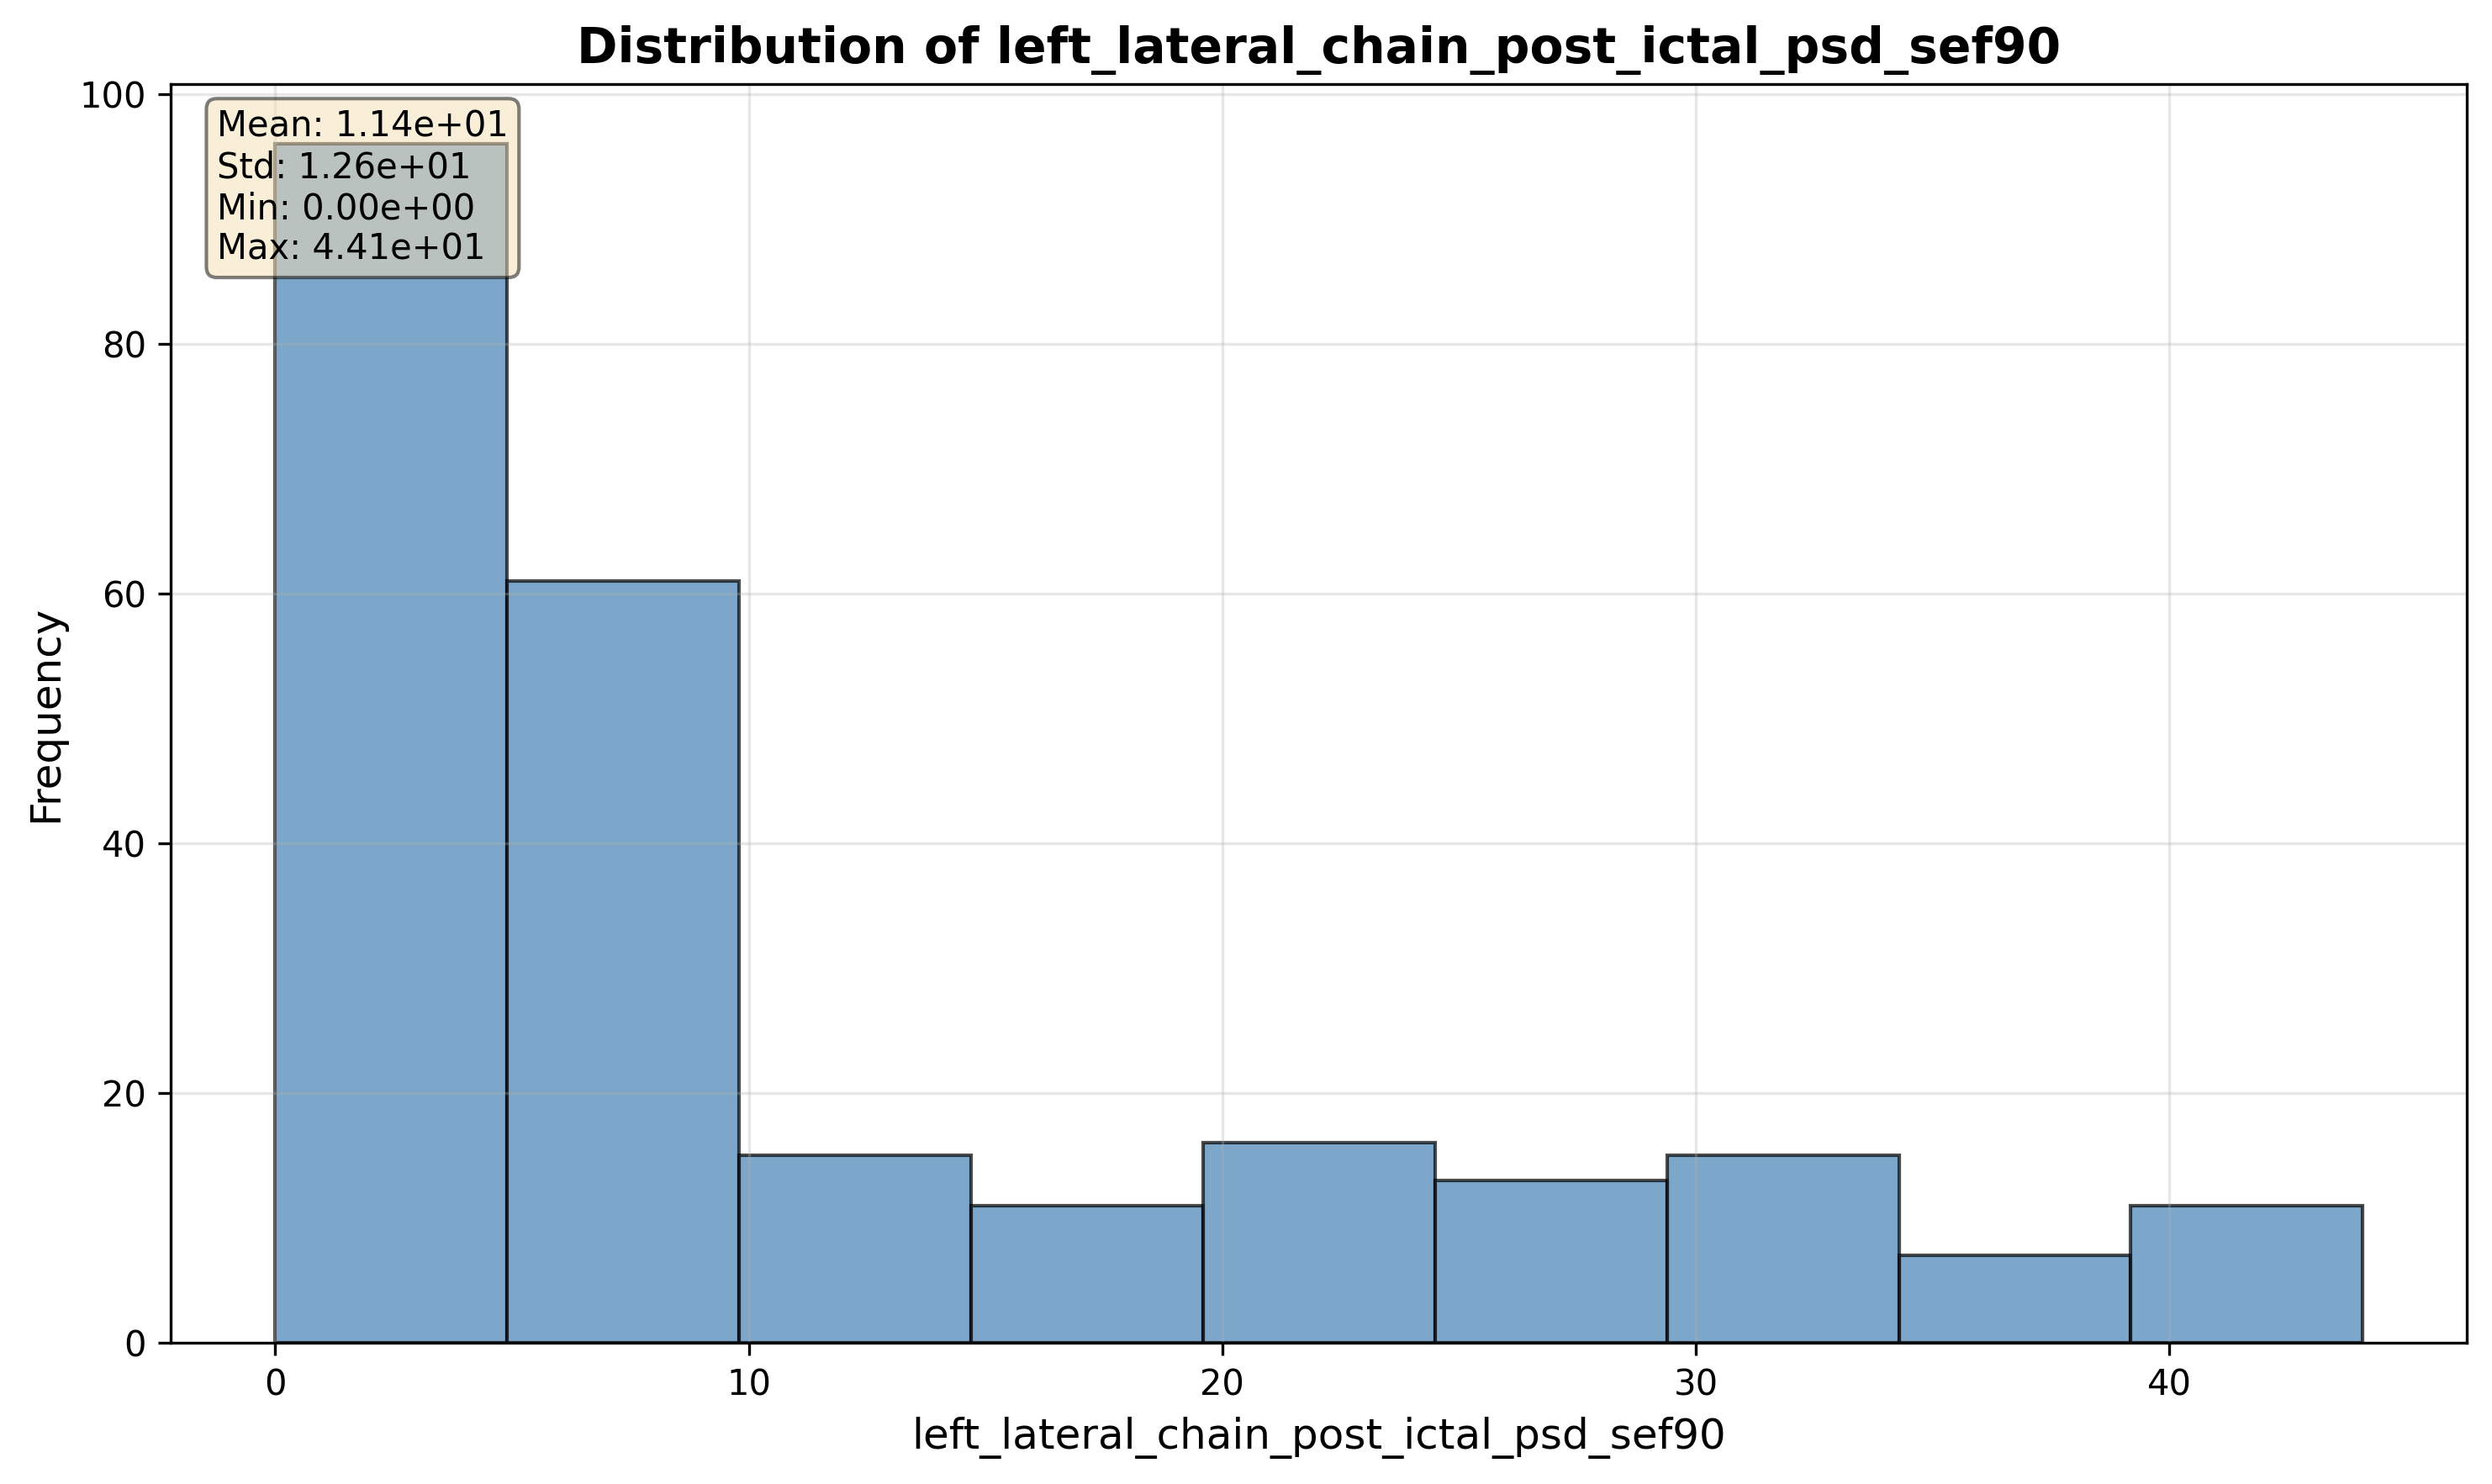 Distribution of left_lateral_chain_post_ictal_psd_sef90
100
Mean: 1.14e+01
Std: 1.26e+01
Min: 0.00e+00
Max: 4.41e+01
80
60
40
20
0
Frequency
0 10 20 30 40
left_lateral_chain_post_ictal_psd_sef90